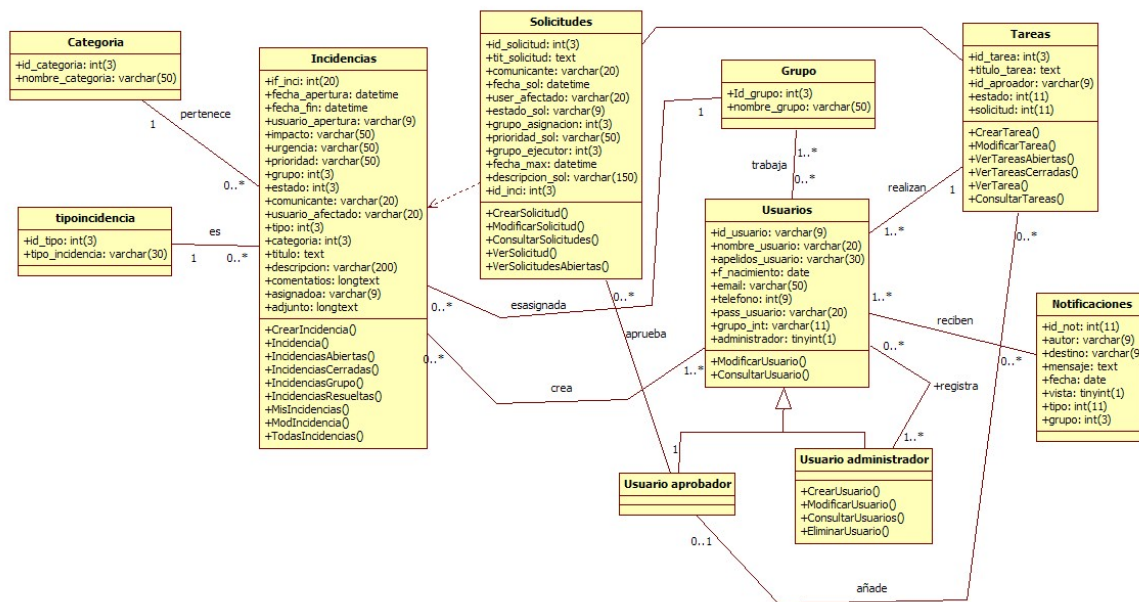 Categoria
+id_categoria: int(3)
+nombre_categoria: varchar(50)
pertenece
1
0..*
tipoincidencia
+id_tipo: int(3)
+tipo_incidencia: varchar(30)
es
1
0..*
Incidencias
+if_inci: int(20)
+fecha_apertura: datetime
+fecha_fin: datetime
+usuario_apertura: varchar(9)
+impacto: varchar(50)
+urgencia: varchar(50)
+prioridad: varchar(50)
+grupo: int(3)
+estado: int(3)
+comunicante: varchar(20)
+usuario_afectado: varchar(20)
+tipo: int(3)
+categoria: int(3)
+titulo: text
+descripcion: varchar(200)
+comentatios: longtext
+asignadoa: varchar(9)
+adjunto: longtext
+CrearIncidencia()
+Incidencia()
+IncidenciasAbiertas()
+IncidenciasCerradas()
+IncidenciasGrupo()
+IncidenciasResueltas()
+MisIncidencias()
+ModIncidencia()
+TodasIncidencias()
Solicitudes
+id_solicitud: int(3)
+tit_solicitud: text
+comunicante: varchar(20)
+fecha_sol: datetime
+user_afectado: varchar(20)
+estado_sol: varchar(9)
+grupo_asignacion: int(3)
+prioridad_sol: varchar(50)
+grupo_ejecutor: int(3)
+fecha_max: datetime
+descripcion_sol: varchar(150)
+id_inci: int(3)
+CrearSolicitud()
+ModificarSolicitud()
+ConsultarSolicitudes()
+VerSolicitud()
+VerSolicitudesAbiertas()
0..*
esasignada
0..*
aprueba
0..*
crea
1..*
Grupo
+Id_grupo: int(3)
+nombre_grupo: varchar(50)
1
1..*
trabaja
0..*
Usuarios
+id_usuario: varchar(9)
+nombre_usuario: varchar(20)
+apelidos_usuario: varchar(30)
+f_nacimiento: date
+email: varchar(50)
+telefono: int(9)
+pass_usuario: varchar(20)
+grupo_int: varchar(11)
+administrador: tinyint(1)
+ModificarUsuario()
+ConsultarUsuario()
Tareas
+id_tarea: int(3)
+titulo_tarea: text
+id_aproador: varchar(9)
+estado: int(11)
+solicitud: int(11)
+CrearTarea()
+ModificarTarea()
+VerTareasAbiertas()
+VerTareasCerradas()
+VerTarea()
+ConsultarTareas()
realizan
1
1..*
0..*
1..*
reciben
0..*
0..*
+registra
1..*
Notificaciones
+id_not: int(11)
+autor: varchar(9)
+destino: varchar(9)
+mensaje: text
+fecha: date
+vista: tinyint(1)
+tipo: int(11)
+grupo: int(3)
1
Usuario aprobador
Usuario administrador
+CrearUsuario()
+ModificarUsuario()
+ConsultarUsuarios()
+EliminarUsuario()
0..1
añade